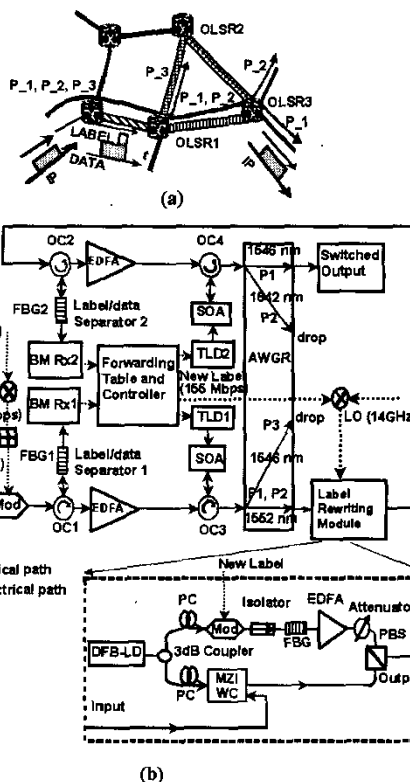 OLSR2
P_1, P_2, P_3
P_3
P_2
P_1, P_2
OLSR3
P_1
LABEL
OLSR1
DATA
t
IP
IP
(a)
OC2
EDFA
OC4
1546 nm
Switched
Output
P1
1642 nm
FBG2
Label/data
Separator 2
SOA
P2
drop
BM Rx2
Forwarding
Table and
Controller
TLD2
AWGR
New Label
(156 Mbps)
BM Rx1
TLD1
drop
LO (14GHz
ps)
P3
FBG1
Label/data
Separator 1
SOA
1546
nm
P1, P2
Label
Rewriting
Module
Mod
EDFA
OC1
OC3
1552 nm
ical path
ctrical path
New Label
PC
Isolator
EDFA
Attenuato
Mod
FBG
PBS
DFB-LD
3dB Coupler
PC
MZI
WC
Outp
Input
(b)